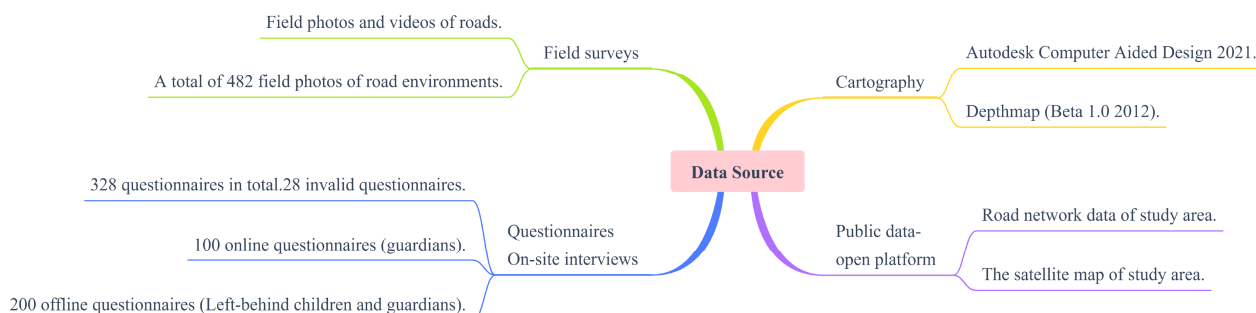 Field photos and videos of roads.
Field surveys
A total of 482 field photos of road environments.
328 questionnaires in total.28 invalid questionnaires.
100 online questionnaires (guardians).
Questionnaires
On-site interviews
200 offline questionnaires (Left-behind children and guardians).
Data Source
Autodesk Computer Aided Design 2021.
Cartography
Depthmap (Beta 1.0 2012).
Road network data of study area.
Public data-
open platform
The satellite map of study area.